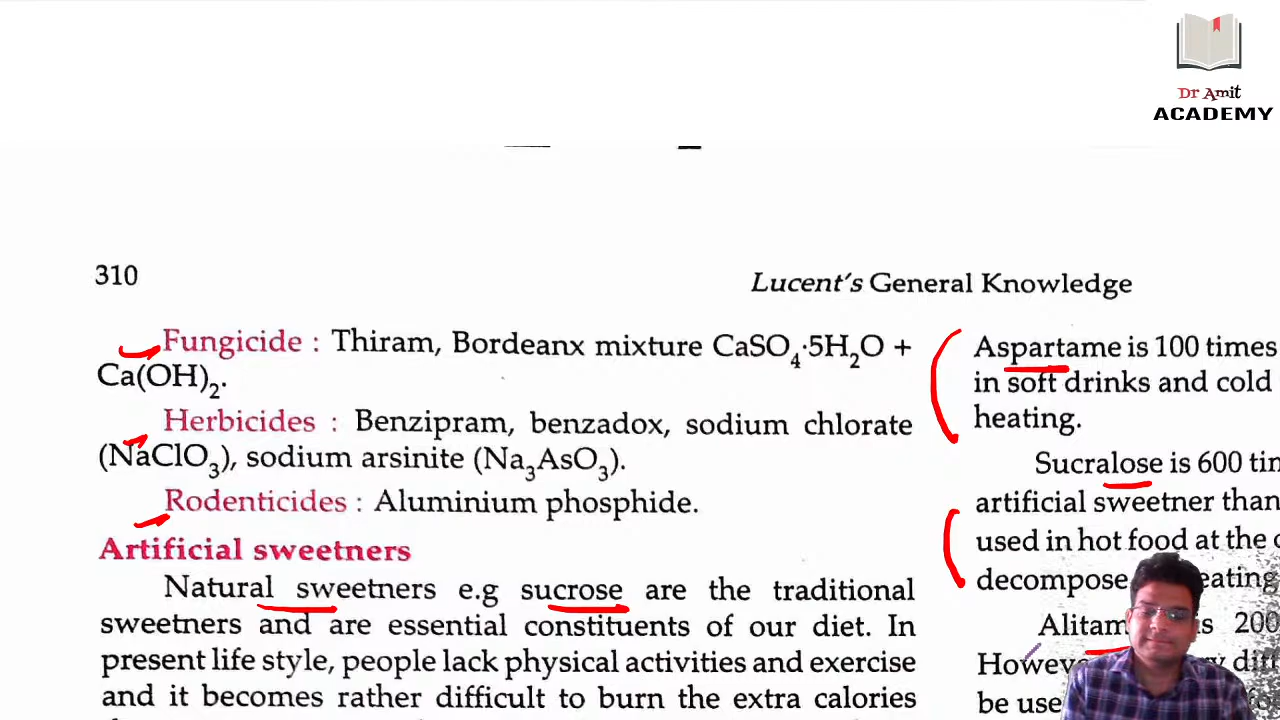 Dr Amit
ACADEMY
310
Lucent's General Knowledge
Fungicide : Thiram, Bordeanx mixture CaSO₄·5H₂O +
Ca(OH)₂.
Herbicides : Benzipram, benzadox, sodium chlorate
(NaClO₃), sodium arsinite (Na₃AsO₃).
Rodenticides : Aluminium phosphide.
Artificial sweetners
Natural sweetners e.g sucrose are the traditional
sweetners and are essential constituents of our diet. In
present life style, people lack physical activities and exercise
and it becomes rather difficult to burn the extra calories
Aspartame is 100 times
in soft drinks and cold
heating.
Sucralose is 600
artificial sweetner than
used in hot food at the
decompose
is 200
be use